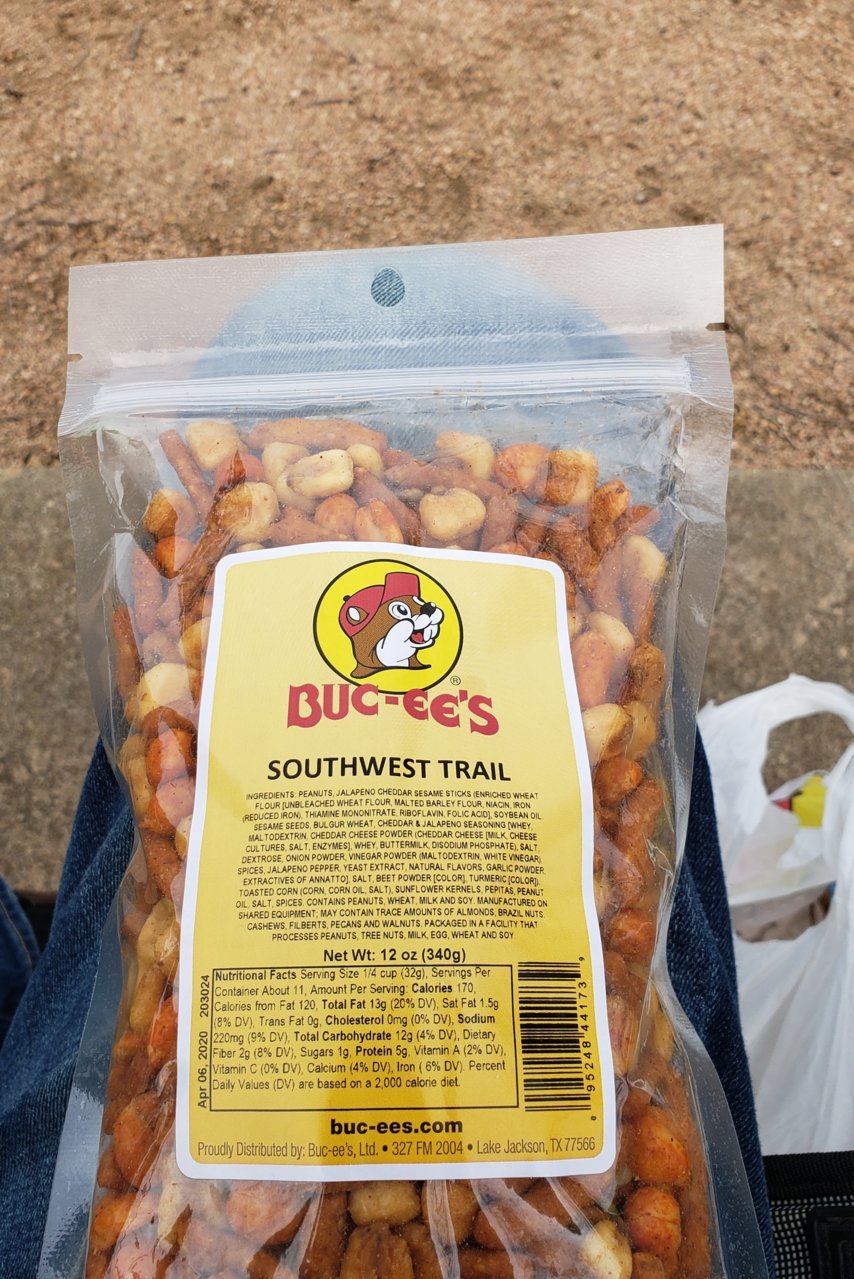 BUC-EE'S®
SOUTHWEST TRAIL
INGREDIENTS: PEANUTS, JALAPENO CHEDDAR SESAME STICKS (ENRICHED WHEAT
FLOUR [UNBLEACHED WHEAT FLOUR, MALTED BARLEY FLOUR, NIACIN, IRON
(REDUCED IRON), THIAMINE MONONITRATE, RIBOFLAVIN, FOLIC ACID], SOYBEAN OIL
SESAME SEEDS, BULGUR WHEAT, CHEDDAR & JALAPENO SEASONING [WHEY,
MALTODEXTRIN, CHEDDAR CHEESE POWDER (CHEDDAR CHEESE [MILK, CHEESE
CULTURES, SALT, ENZYMES], WHEY, BUTTERMILK, DISODIUM PHOSPHATE), SALT,
DEXTROSE, ONION POWDER, VINEGAR POWDER (MALTODEXTRIN, WHITE VINEGAR)
SPICES, JALAPENO PEPPER, YEAST EXTRACT, NATURAL FLAVORS, GARLIC POWDER,
EXTRACTIVES OF ANNATTO], SALT, BEET POWDER [COLOR], TURMERIC [COLOR]),
TOASTED CORN (CORN, CORN OIL, SALT), SUNFLOWER KERNELS, PEPITAS, PEANUT
OIL, SALT, SPICES. CONTAINS PEANUTS, WHEAT, MILK AND SOY. MANUFACTURED ON
SHARED EQUIPMENT; MAY CONTAIN TRACE AMOUNTS OF ALMONDS, BRAZIL NUTS,
CASHEWS, FILBERTS, PECANS AND WALNUTS. PACKAGED IN A FACILITY THAT
PROCESSES PEANUTS, TREE NUTS, MILK, EGG, WHEAT AND SOY
Net Wt: 12 oz (340g)
Nutritional Facts Serving Size 1/4 cup (32g), Servings Per
Container About 11, Amount Per Serving: Calories 170,
Calories from Fat 120, Total Fat 13g (20% DV), Sat Fat 1.5g
(8% DV), Trans Fat 0g, Cholesterol 0mg (0% DV), Sodium
220mg (9% DV), Total Carbohydrate 12g (4% DV), Dietary
Fiber 2g (8% DV), Sugars 1g, Protein 5g, Vitamin A (2% DV),
Vitamin C (0% DV), Calcium (4% DV), Iron ( 6% DV). Percent
Daily Values (DV) are based on a 2,000 calorie diet.
Apr 06, 2020 203024
0 95248 44173 9
buc-ees.com
Proudly Distributed by: Buc-ee's, Ltd. • 327 FM 2004 • Lake Jackson, TX 77566